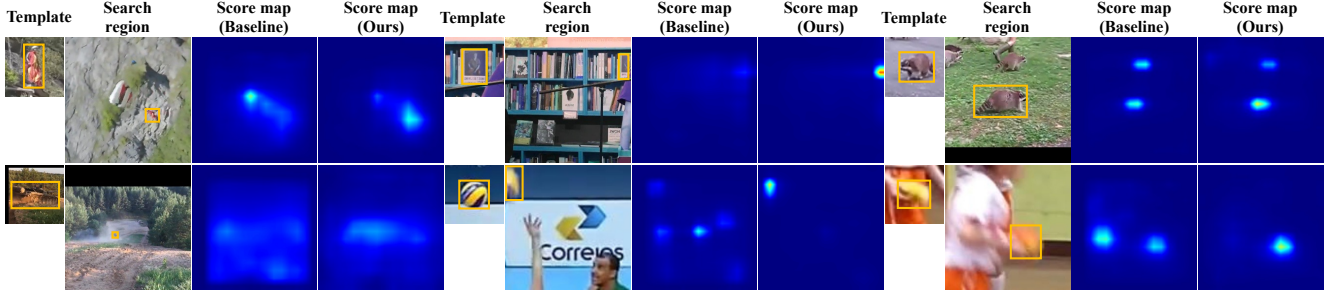 Template Search region Score map (Baseline) Score map (Ours) Template Search region Score map (Baseline) Score map (Ours) Template Search region Score map (Baseline) Score map (Ours)
Correios